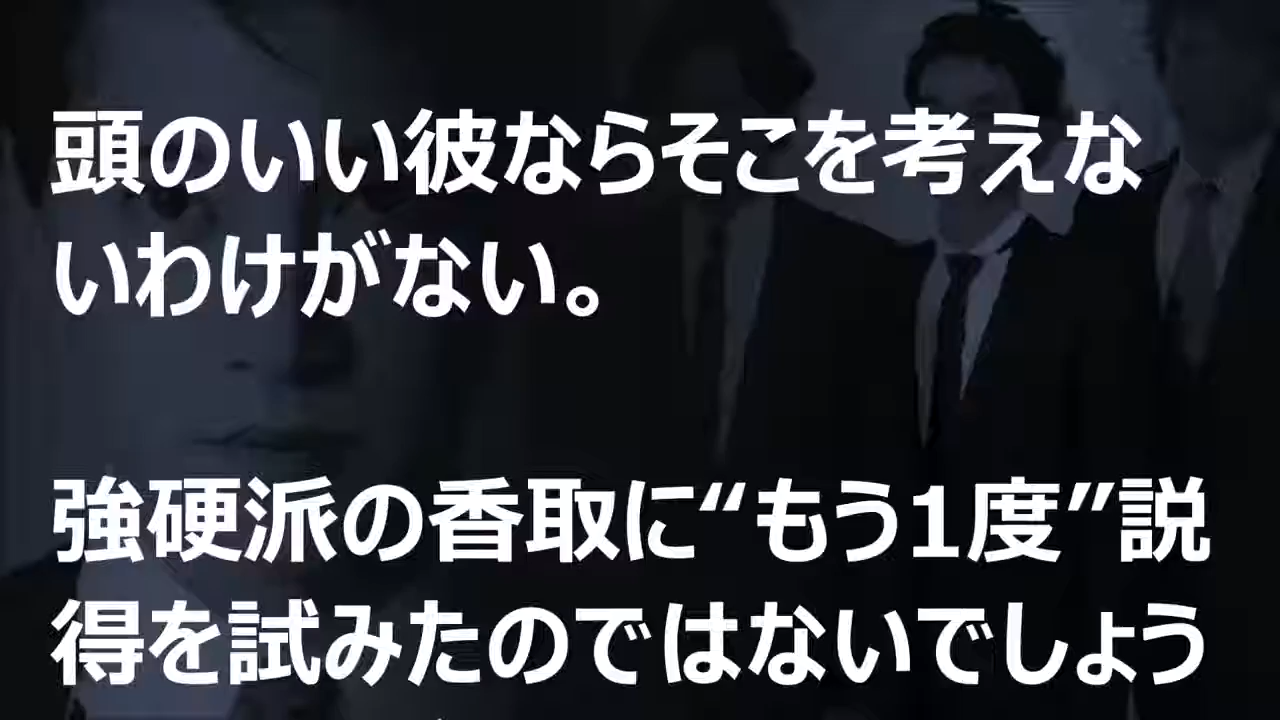 頭のいい彼ならそこを考えな
いわけがない。
強硬派の香取に“もう1度”説
得を試みたのではないでしょう